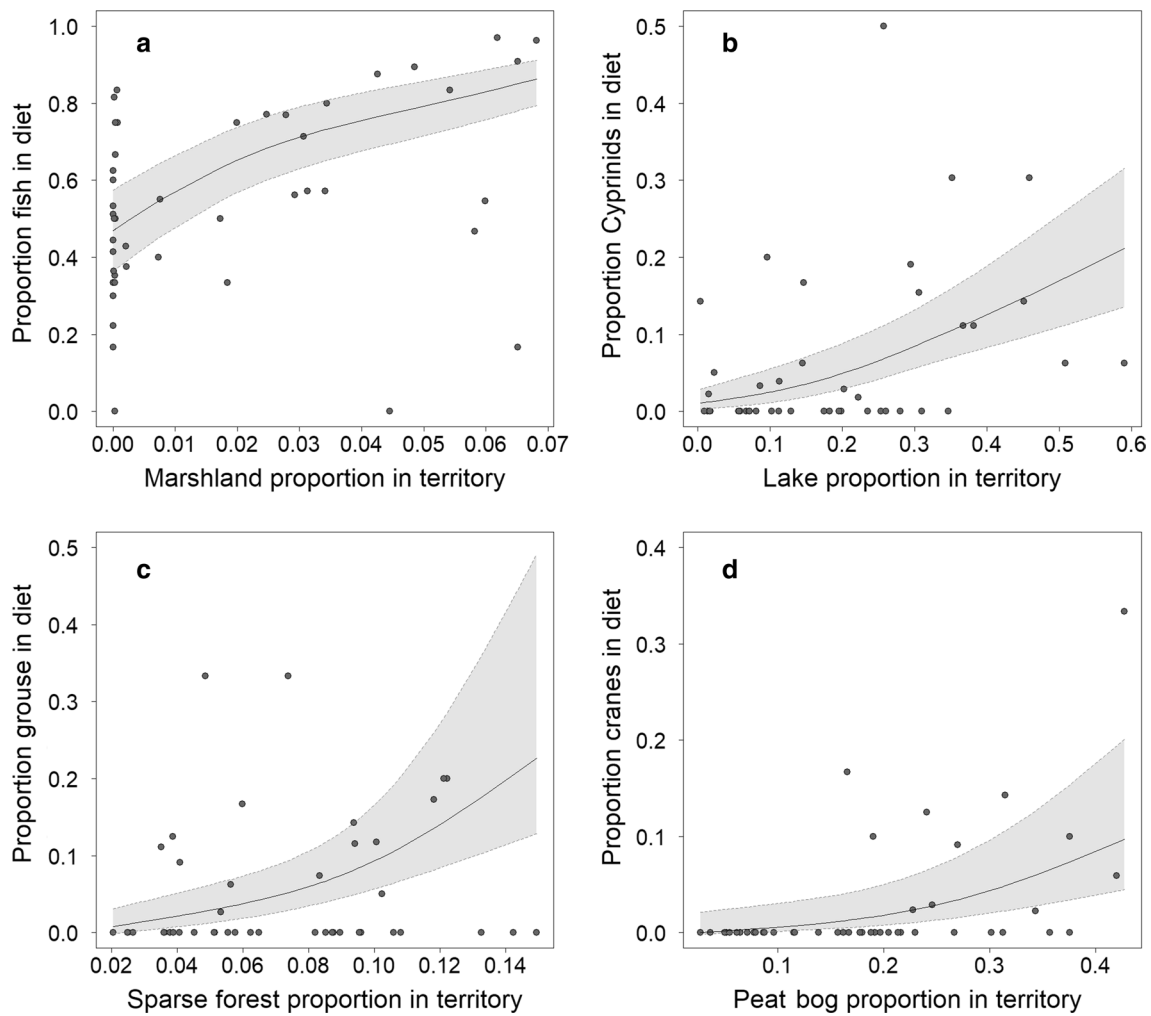 a
Proportion fish in diet
1.0
0.8
0.6
0.4
0.2
0.0
0.00 0.01 0.02 0.03 0.04 0.05 0.06 0.07
Marshland proportion in territory
b
Proportion Cyprinids in diet
0.5
0.4
0.3
0.2
0.1
0.0
0.0 0.1 0.2 0.3 0.4 0.5 0.6
Lake proportion in territory
c
Proportion grouse in diet
0.5
0.4
0.3
0.2
0.1
0.0
0.02 0.04 0.06 0.08 0.10 0.12 0.14
Sparse forest proportion in territory
d
Proportion cranes in diet
0.4
0.3
0.2
0.1
0.0
0.1 0.2 0.3 0.4
Peat bog proportion in territory